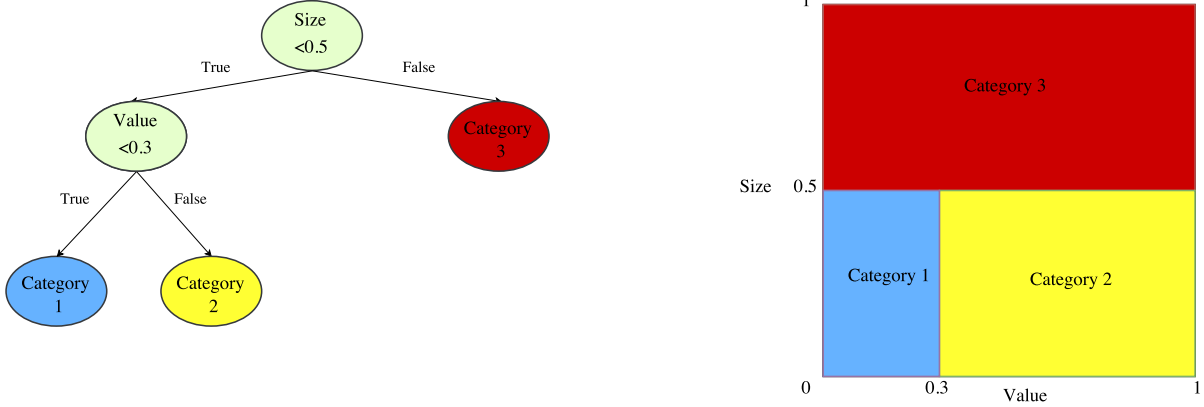 Size
<0.5
True
False
Value
<0.3
Category
3
True
False
Category
1
Category
2
1
Category 3
Size
0.5
Category 1
Category 2
0
0.3
Value
1